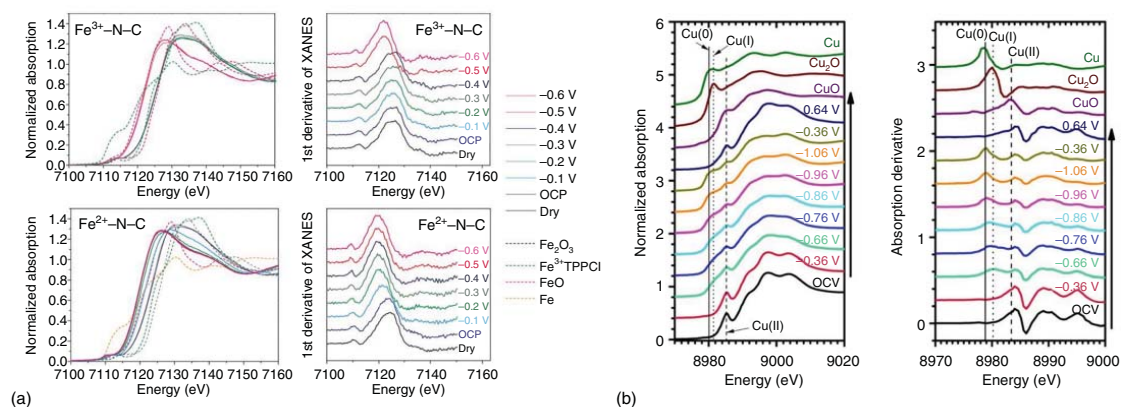 Fe³⁺–N–C
Normalized absorption
1.4
1.2
1.0
0.8
0.6
0.4
0.2
0.0
7100 7110 7120 7130 7140 7150 7160
Energy (eV)
Fe³⁺–N–C
1st derivative of XANES
–0.6 V
–0.5 V
–0.4 V
–0.3 V
–0.2 V
–0.1 V
OCP
Dry
7100 7120 7140 7160
Energy (eV)
Fe²⁺–N–C
Normalized absorption
1.4
1.2
1.0
0.8
0.6
0.4
0.2
0.0
7100 7110 7120 7130 7140 7150 7160
Energy (eV)
Fe²⁺–N–C
1st derivative of XANES
–0.6 V
–0.5 V
–0.4 V
–0.3 V
–0.2 V
–0.1 V
OCP
Dry
7100 7120 7140 7160
Energy (eV)
–0.6 V
–0.5 V
–0.4 V
–0.3 V
–0.2 V
–0.1 V
OCP
Dry
Fe₂O₃
Fe³⁺TPPCl
FeO
Fe
(a)
Normalized absorption
6
5
4
3
2
1
0
Cu(0)
Cu(I)
Cu
Cu₂O
CuO
0.64 V
–0.36 V
–1.06 V
–0.96 V
–0.86 V
–0.76 V
–0.66 V
–0.36 V
OCV
Cu(II)
8980 9000 9020
Energy (eV)
Absorption derivative
3
2
1
0
Cu(0)
Cu(I)
Cu(II)
Cu
Cu₂O
CuO
0.64 V
–0.36 V
–1.06 V
–0.96 V
–0.86 V
–0.76 V
–0.66 V
–0.36 V
OCV
8970 8980 8990 9000
Energy (eV)
(b)